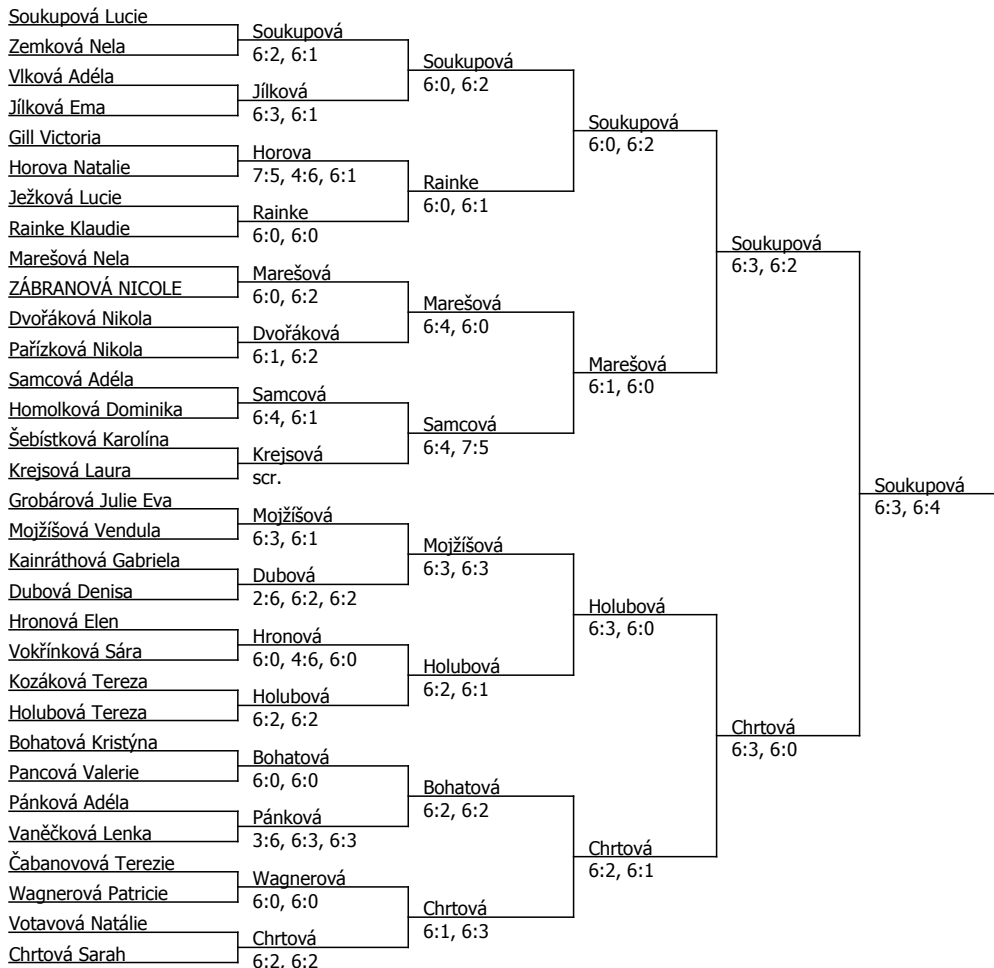 Soukupová Lucie
Zemková Nela
Vlková Adéla
Jílková Ema
Gill Victoria
Horova Natalie
Ježková Lucie
Rainke Klaudie
Marešová Nela
ZÁBRANOVÁ NICOLE
Dvořáková Nikola
Pařízková Nikola
Samcová Adéla
Homolková Dominika
Šebístková Karolína
Krejsová Laura
Grobárová Julie Eva
Mojžíšová Vendula
Kainráthová Gabriela
Dubová Denisa
Hronová Elen
Vokřínková Sára
Kozáková Tereza
Holubová Tereza
Bohatová Kristýna
Pancová Valerie
Pánková Adéla
Vaněčková Lenka
Čabanovová Terezie
Wagnerová Patricie
Votavová Natálie
Chrtová Sarah
Soukupová
6:2, 6:1
Jílková
6:3, 6:1
Horova
7:5, 4:6, 6:1
Rainke
6:0, 6:0
Marešová
6:0, 6:2
Dvořáková
6:1, 6:2
Samcová
6:4, 6:1
Krejsová
scr.
Mojžíšová
6:3, 6:1
Dubová
2:6, 6:2, 6:2
Hronová
6:0, 4:6, 6:0
Holubová
6:2, 6:2
Bohatová
6:0, 6:0
Pánková
3:6, 6:3, 6:3
Wagnerová
6:0, 6:0
Chrtová
6:2, 6:2
Soukupová
6:0, 6:2
Rainke
6:0, 6:1
Marešová
6:4, 6:0
Samcová
6:4, 7:5
Mojžíšová
6:3, 6:3
Holubová
6:2, 6:1
Bohatová
6:2, 6:2
Chrtová
6:1, 6:3
Soukupová
6:0, 6:2
Marešová
6:1, 6:0
Holubová
6:3, 6:0
Chrtová
6:2, 6:1
Soukupová
6:3, 6:2
Chrtová
6:3, 6:0
Soukupová
6:3, 6:4